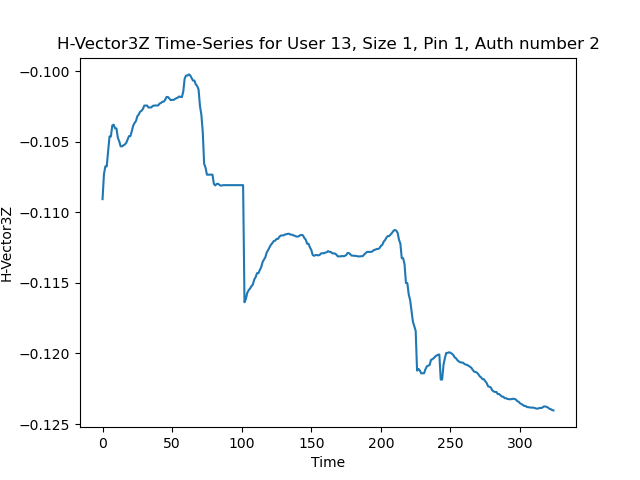 H-Vector3Z Time-Series for User 13, Size 1, Pin 1, Auth number 2
−0.100
−0.105
−0.110
−0.115
−0.120
−0.125
H-Vector3Z
0 50 100 150 200 250 300
Time